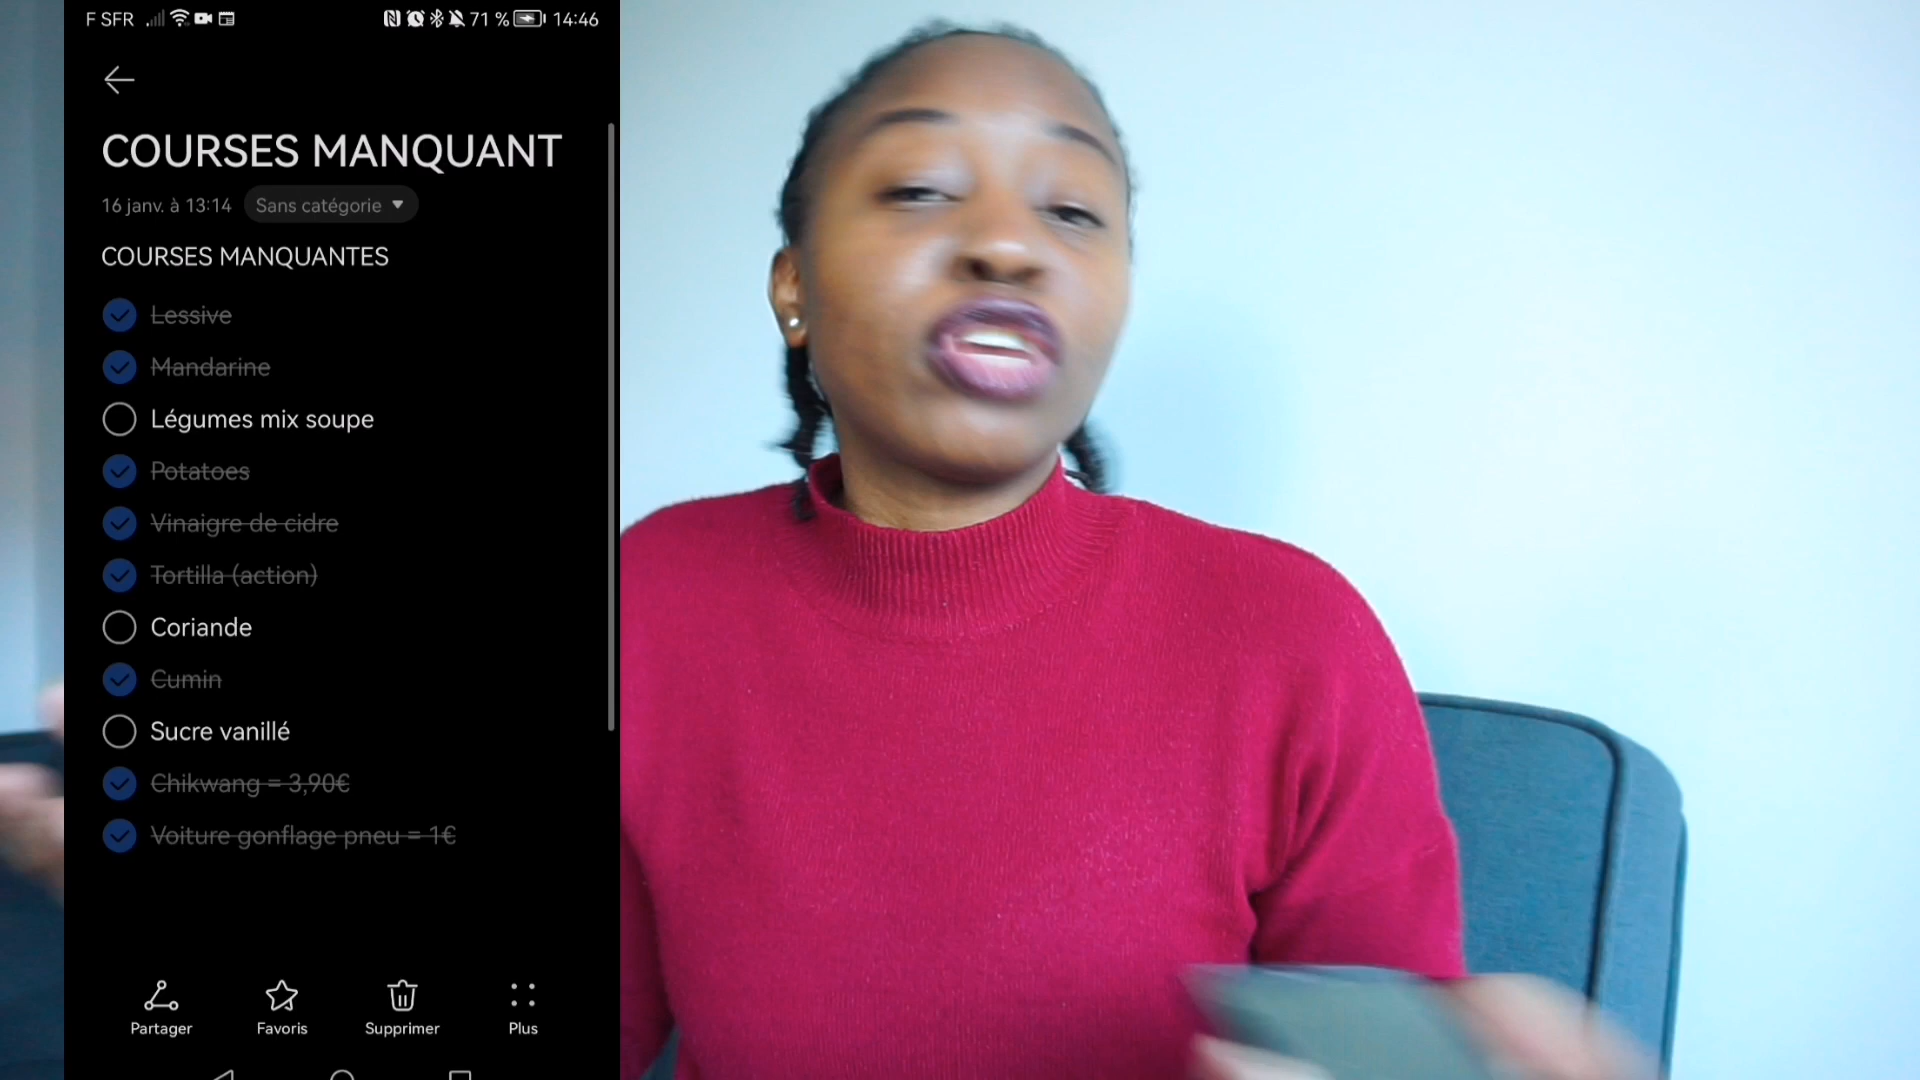 F SFR 71 % 14:46
COURSES MANQUANT
16 janv. à 13:14 Sans catégorie
COURSES MANQUANTES
Lessive
Mandarine
Légumes mix soupe
Potatoes
Vinaigre de cidre
Tortilla (action)
Coriande
Cumin
Sucre vanillé
Chikwang = 3,90€
Voiture gonflage pneu = 1€
Partager Favoris Supprimer Plus